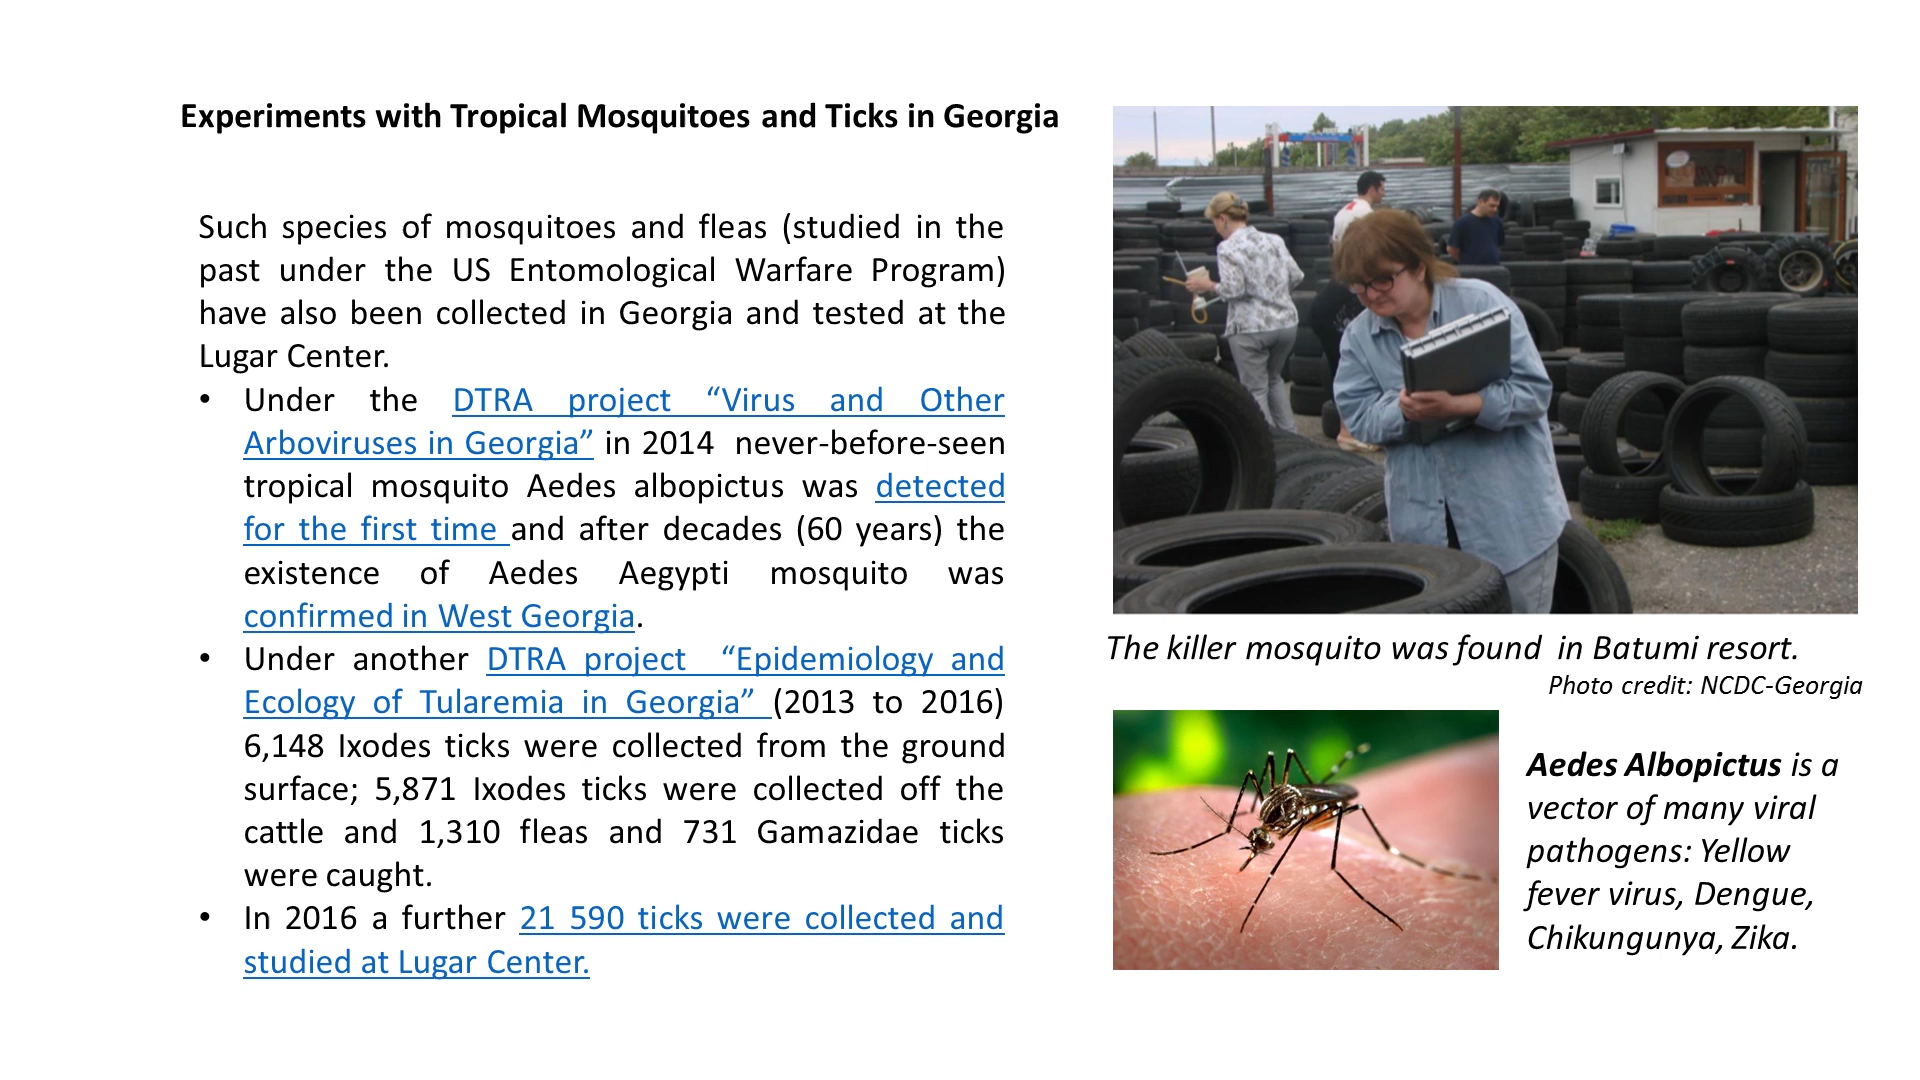 Experiments with Tropical Mosquitoes and Ticks in Georgia
Such species of mosquitoes and fleas (studied in the
past under the US Entomological Warfare Program)
have also been collected in Georgia and tested at the
Lugar Center.
• Under the DTRA project “Virus and Other
Arboviruses in Georgia” in 2014 never-before-seen
tropical mosquito Aedes albopictus was detected
for the first time and after decades (60 years) the
existence of Aedes Aegypti mosquito was
confirmed in West Georgia.
• Under another DTRA project “Epidemiology and
Ecology of Tularemia in Georgia” (2013 to 2016)
6,148 Ixodes ticks were collected from the ground
surface; 5,871 Ixodes ticks were collected off the
cattle and 1,310 fleas and 731 Gamazidae ticks
were caught.
• In 2016 a further 21 590 ticks were collected and
studied at Lugar Center.
The killer mosquito was found in Batumi resort.
Photo credit: NCDC-Georgia
Aedes Albopictus is a
vector of many viral
pathogens: Yellow
fever virus, Dengue,
Chikungunya, Zika.